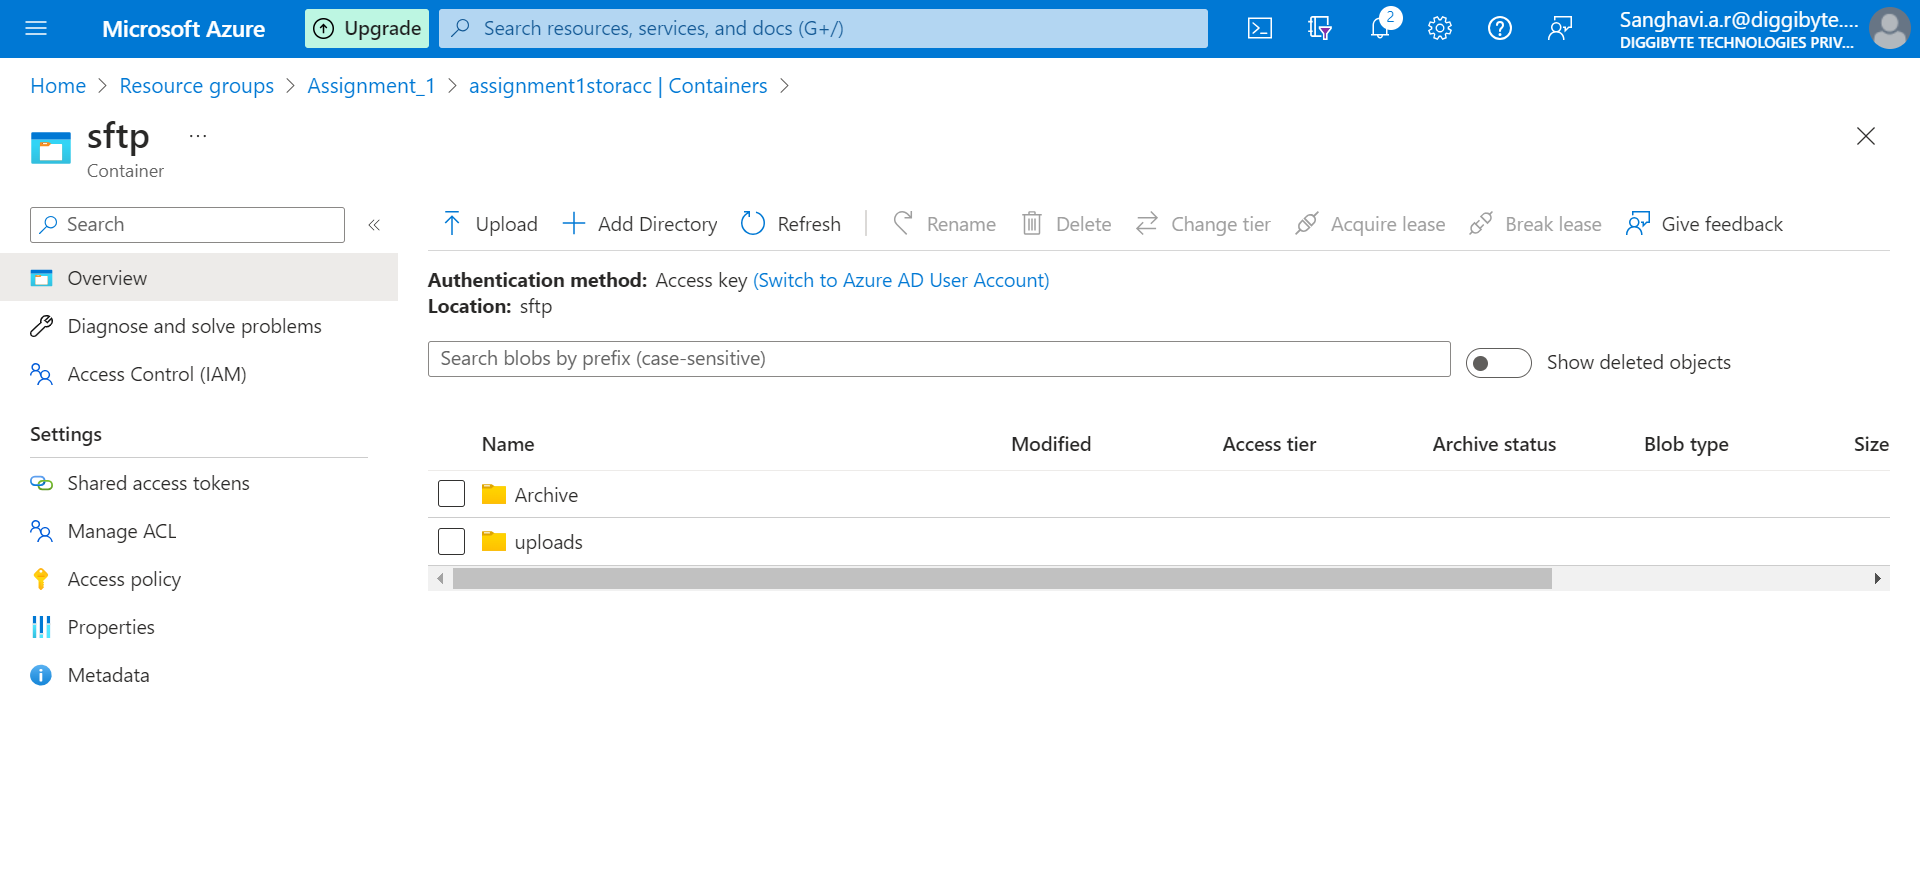 Microsoft Azure
Upgrade
Search resources, services, and docs (G+/)
2
Sanghavi.a.r@diggibyte....
DIGGIBYTE TECHNOLOGIES PRIV...
Home > Resource groups > Assignment_1 > assignment1storacc | Containers >
sftp ...
Container
Search
«
Upload
Add Directory
Refresh
Rename
Delete
Change tier
Acquire lease
Break lease
Give feedback
Overview
Diagnose and solve problems
Access Control (IAM)
Settings
Shared access tokens
Manage ACL
Access policy
Properties
Metadata
Authentication method: Access key (Switch to Azure AD User Account)
Location: sftp
Search blobs by prefix (case-sensitive)
Show deleted objects
Name Modified Access tier Archive status Blob type Size
Archive
uploads